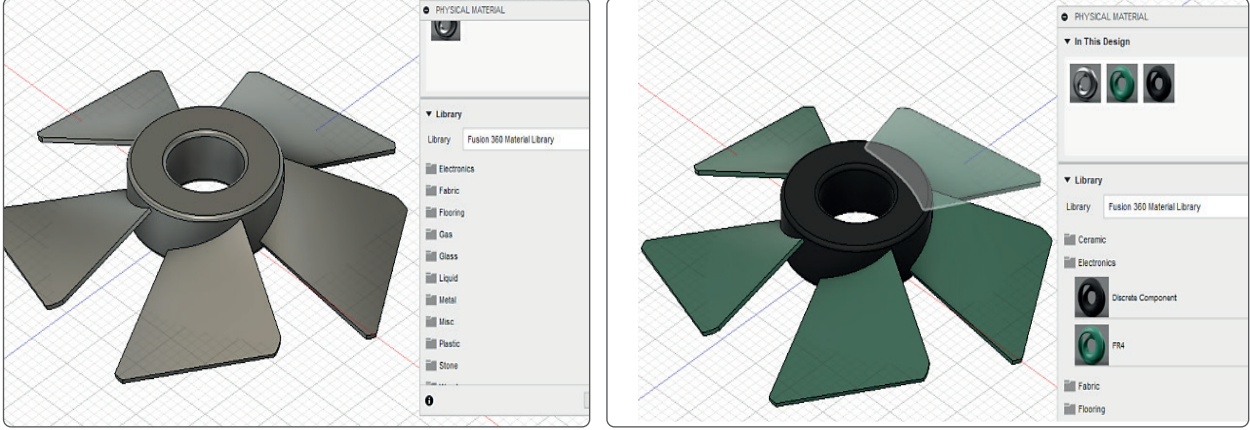 PHYSICAL MATERIAL
Library
Library Fusion 360 Material Library
Electronics
Fabric
Flooring
Gas
Glass
Liquid
Metal
Misc
Plastic
Stone
PHYSICAL MATERIAL
In This Design
Library
Library Fusion 360 Material Library
Ceramic
Electronics
Discrete Component
FR4
Fabric
Flooring